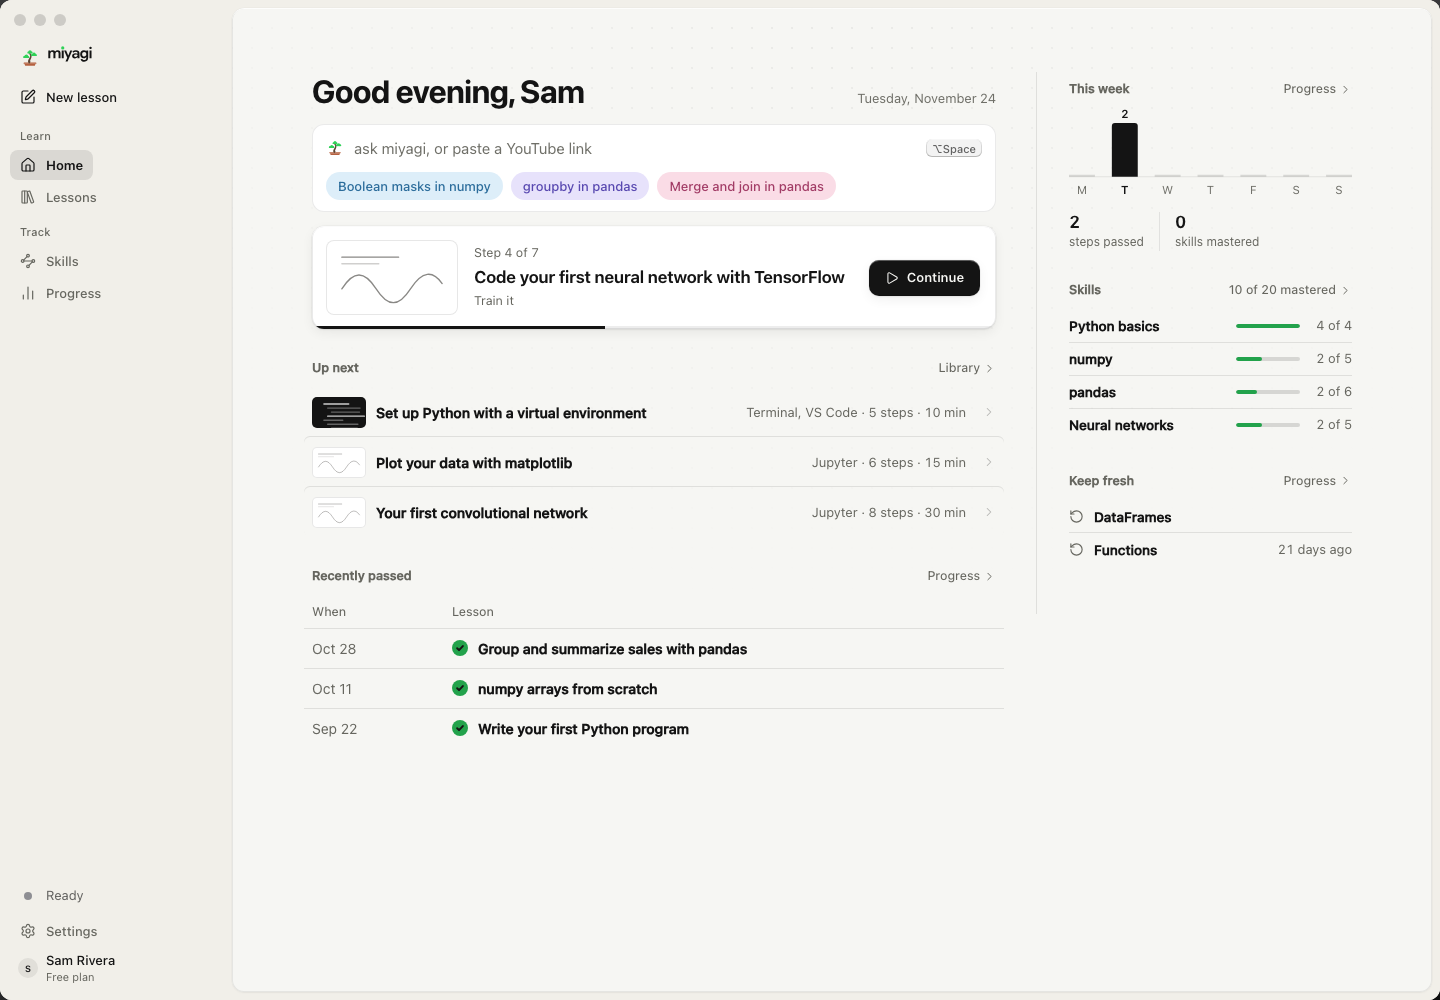 miyagi
New lesson
Learn
Home
Lessons
Track
Skills
Progress
Ready
Settings
S
Sam Rivera
Free plan
Good evening, Sam
Tuesday, November 24
ask miyagi, or paste a YouTube link
⌥Space
Boolean masks in numpy
groupby in pandas
Merge and join in pandas
Step 4 of 7
Code your first neural network with TensorFlow
Train it
Continue
Up next
Library
Set up Python with a virtual environment
Terminal, VS Code · 5 steps · 10 min
Plot your data with matplotlib
Jupyter · 6 steps · 15 min
Your first convolutional network
Jupyter · 8 steps · 30 min
Recently passed
Progress
When
Lesson
Oct 28
Group and summarize sales with pandas
Oct 11
numpy arrays from scratch
Sep 22
Write your first Python program
This week
Progress
2
M T W T F S S
2
steps passed
0
skills mastered
Skills
10 of 20 mastered
Python basics
4 of 4
numpy
2 of 5
pandas
2 of 6
Neural networks
2 of 5
Keep fresh
Progress
DataFrames
Functions
21 days ago